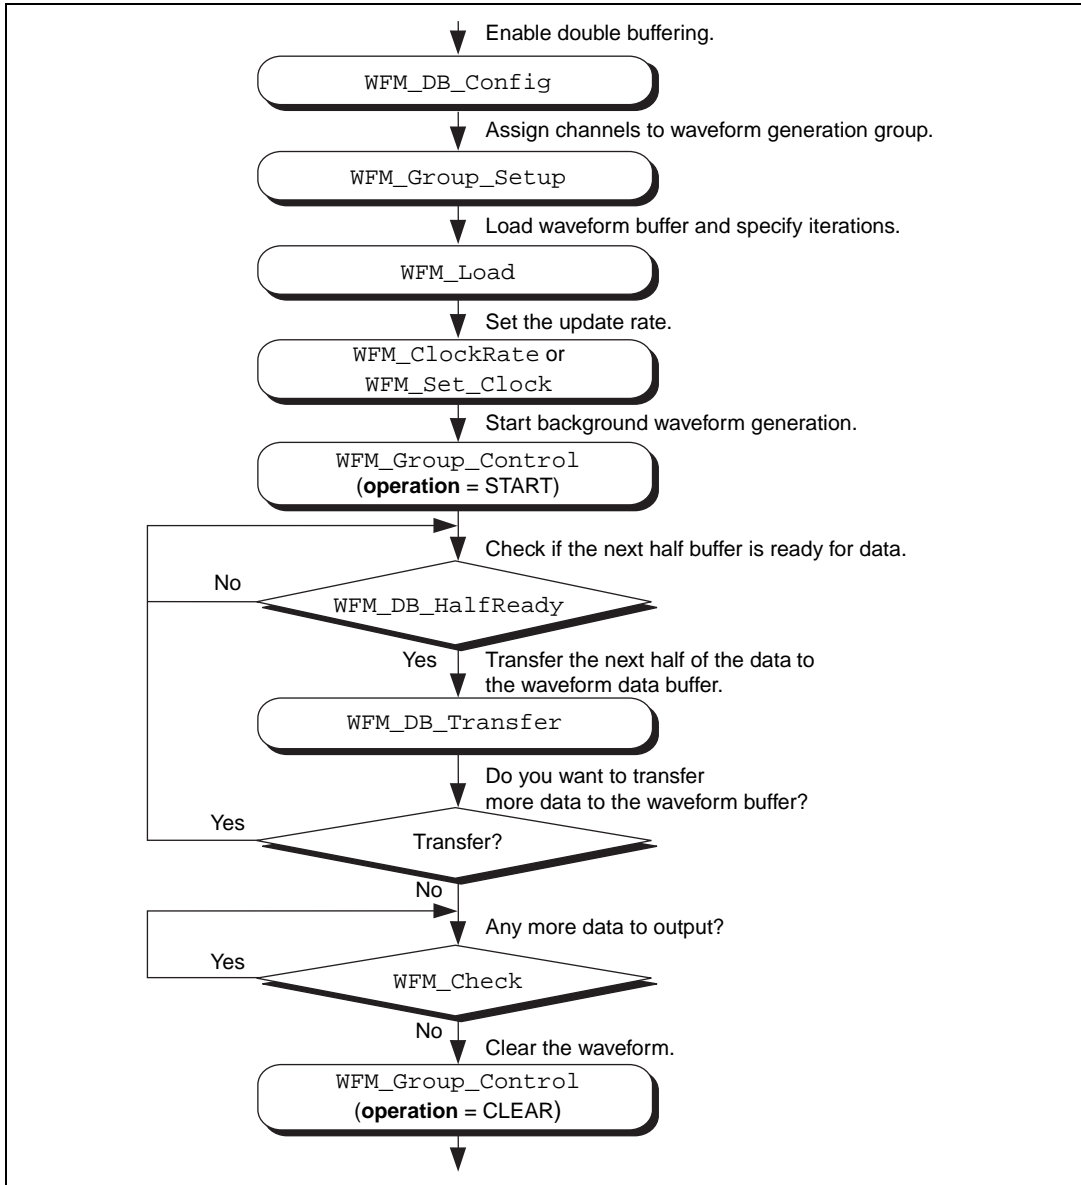 Enable double buffering.
WFM_DB_Config
Assign channels to waveform generation group.
WFM_Group_Setup
Load waveform buffer and specify iterations.
WFM_Load
Set the update rate.
WFM_ClockRate or
WFM_Set_Clock
Start background waveform generation.
WFM_Group_Control
(operation = START)
Check if the next half buffer is ready for data.
No
WFM_DB_HalfReady
Yes
Transfer the next half of the data to
the waveform data buffer.
WFM_DB_Transfer
Do you want to transfer
more data to the waveform buffer?
Yes
Transfer?
No
Any more data to output?
Yes
WFM_Check
No
Clear the waveform.
WFM_Group_Control
(operation = CLEAR)